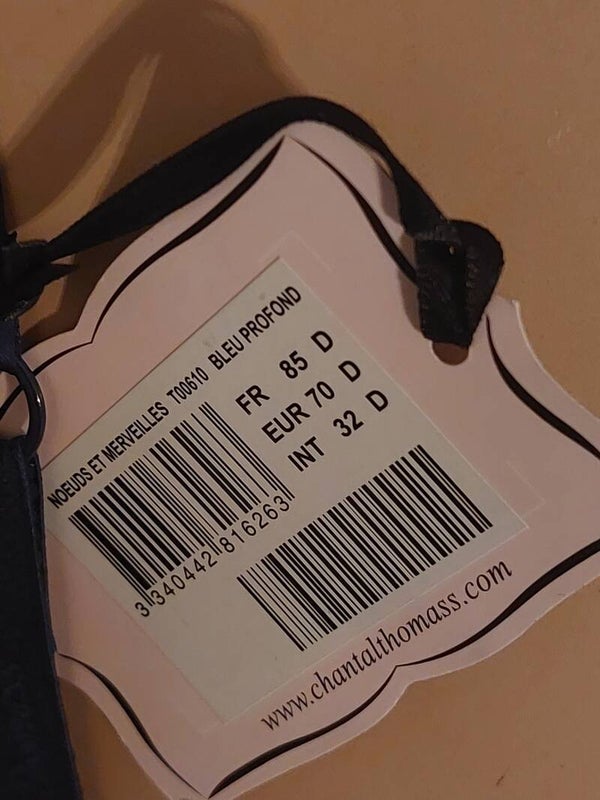 NOEUDS ET MERVEILLES T00610 BLEU PROFOND
FR 85 D
EUR 70 D
INT 32 D
3 340442 816263
www.chantalthomass.com